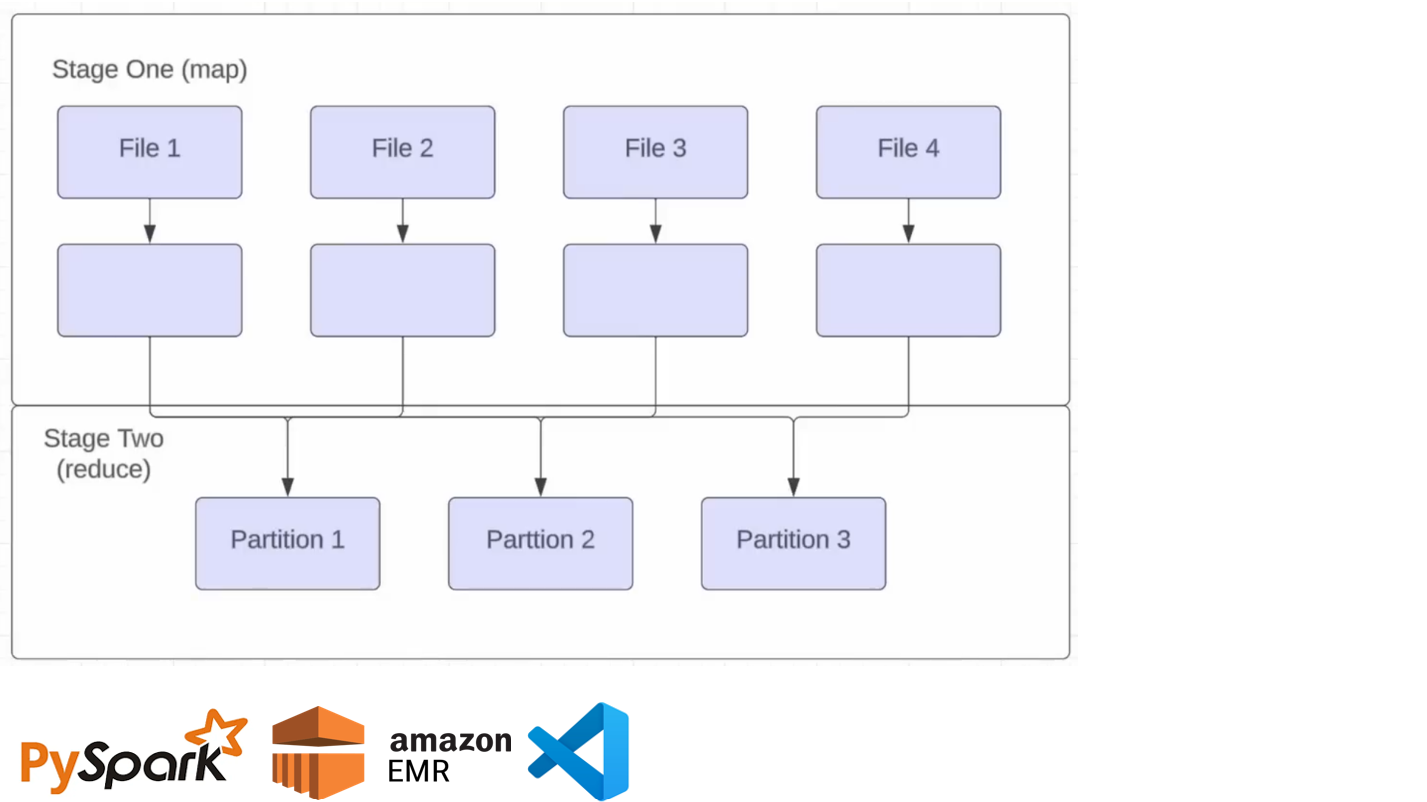 Stage One (map)
File 1
File 2
File 3
File 4
Stage Two
(reduce)
Partition 1
Parttion 2
Partition 3
PySpark
amazon
EMR